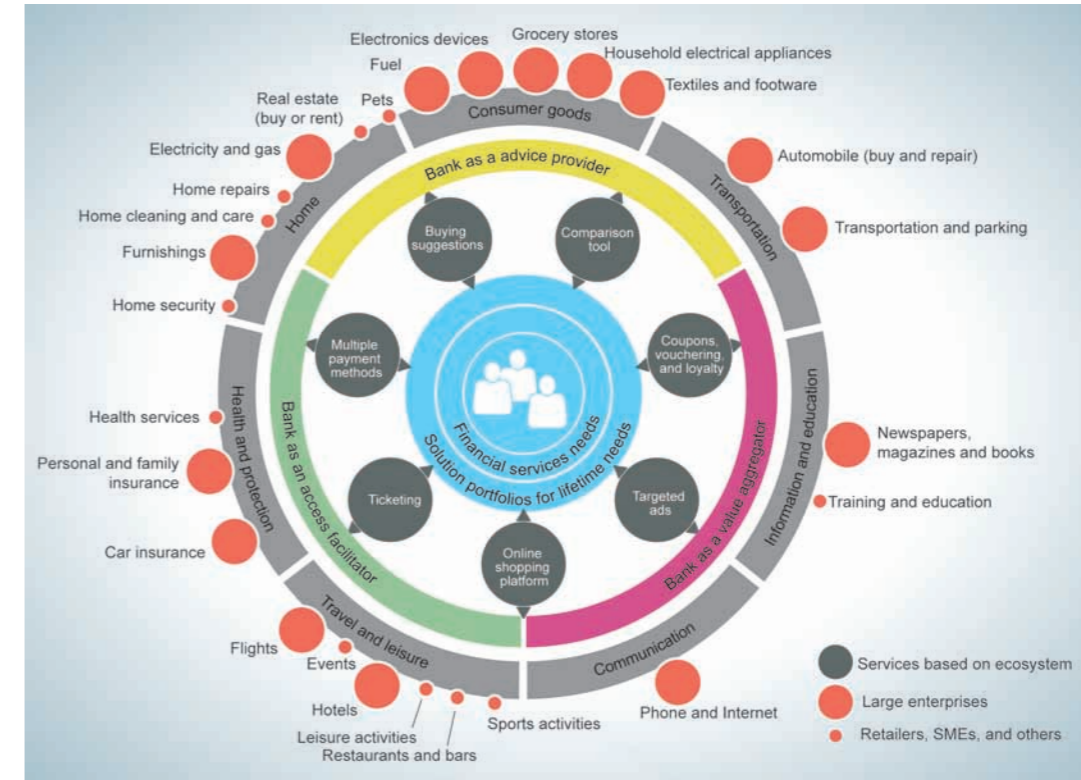 Electronics devices
Grocery stores
Fuel
Household electrical appliances
Textiles and footware
Consumer goods
Real estate
(buy or rent)
Pets
Electricity and gas
Home repairs
Home cleaning and care
Furnishings
Home security
Home
Automobile (buy and repair)
Transportation and parking
Transportation
Bank as a advice provider
Buying
suggestions
Comparison
tool
Multiple
payment
methods
Coupons,
vouchering,
and loyalty
Financial services needs
Solution portfolios for lifetime needs
Ticketing
Targeted
ads
Online
shopping
platform
Bank as an access facilitator
Bank as a value aggregator
Health and protection
Health services
Personal and family
insurance
Car insurance
Information and education
Newspapers,
magazines and books
Training and education
Travel and leisure
Flights
Events
Hotels
Leisure activities
Restaurants and bars
Sports activities
Communication
Phone and Internet
Services based on ecosystem
Large enterprises
Retailers, SMEs, and others